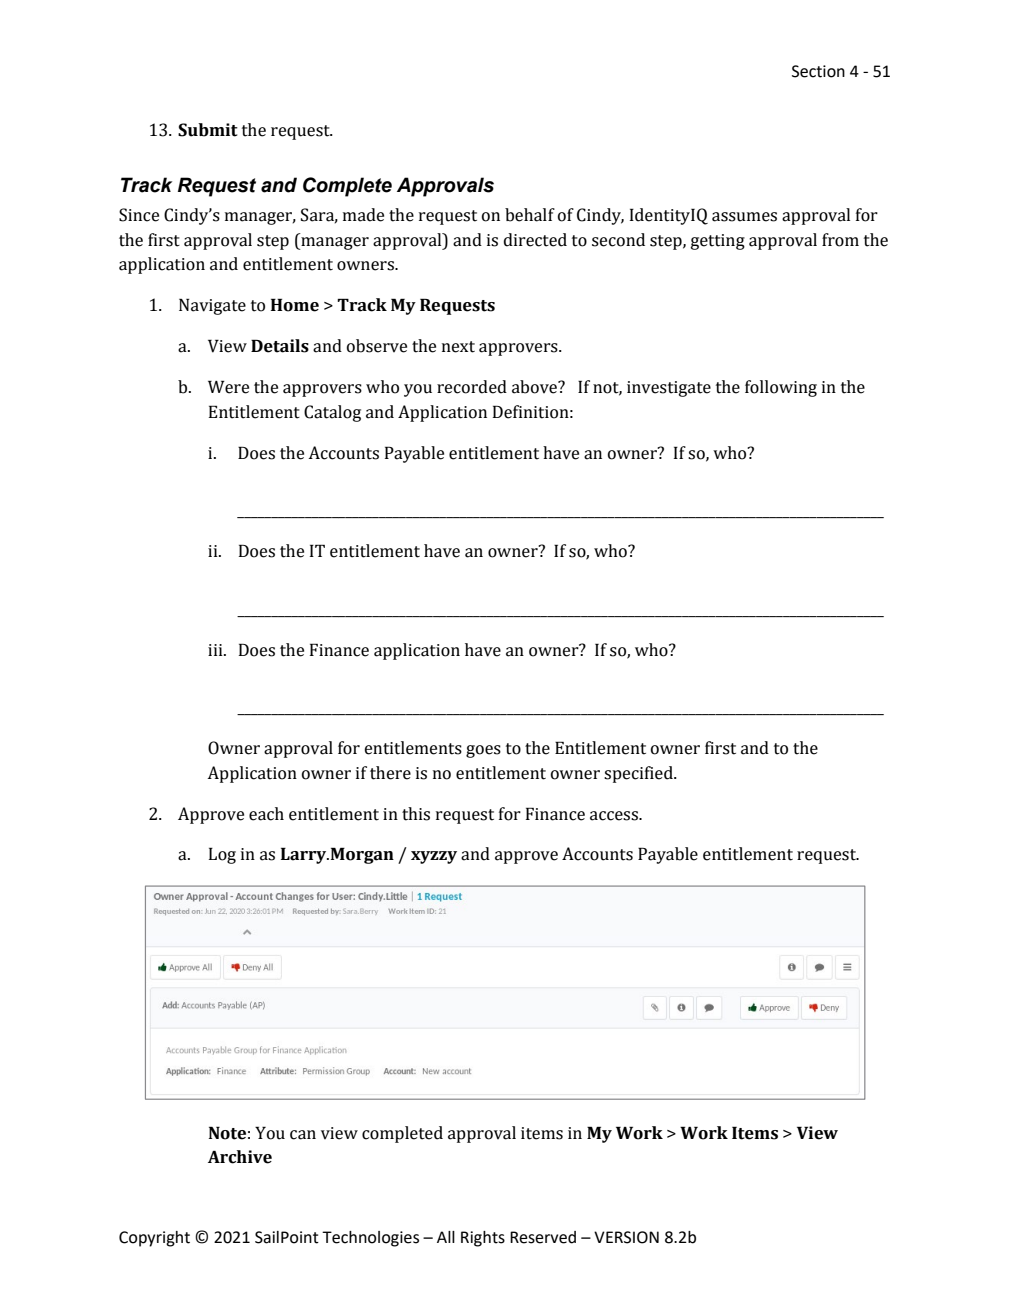 Section 4 - 51
13. Submit the request.
Track Request and Complete Approvals
Since Cindy’s manager, Sara, made the request on behalf of Cindy, IdentityIQ assumes approval for
the first approval step (manager approval) and is directed to second step, getting approval from the
application and entitlement owners.
1. Navigate to Home > Track My Requests
a. View Details and observe the next approvers.
b. Were the approvers who you recorded above?   If not, investigate the following in the
Entitlement Catalog and Application Definition:
i. Does the Accounts Payable entitlement have an owner?  If so, who?
ii. Does the IT entitlement have an owner?  If so, who?
iii. Does the Finance application have an owner?  If so, who?
Owner approval for entitlements goes to the Entitlement owner first and to the
Application owner if there is no entitlement owner specified.
2. Approve each entitlement in this request for Finance access.
a. Log in as Larry.Morgan / xyzzy and approve Accounts Payable entitlement request.
Owner Approval - Account Changes for User: Cindy.Little | 1 Request
Requested on: Jun 22, 2020 3:26:01 PM Requested by: Sara.Berry Work Item ID: 21
Approve All Deny All
Add: Accounts Payable (AP) Approve Deny
Accounts Payable Group for Finance Application
Application: Finance Attribute: Permission Group Account: New account
Note: You can view completed approval items in My Work > Work Items > View
Archive
Copyright © 2021 SailPoint Technologies – All Rights Reserved – VERSION 8.2b